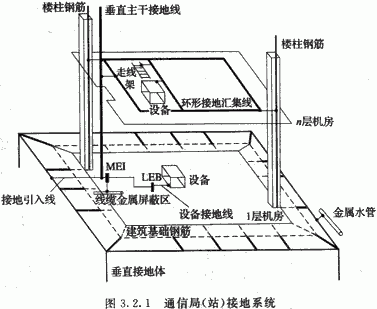 楼柱钢筋
垂直主干接地线
楼柱钢筋
走线
架
设备
环形接地汇集线
n层机房
MEI
LEB
设备
接地引入线
线缆金属屏蔽区
设备接地线
1层机房
金属水管
建筑基础钢筋
垂直接地体
图 3.2.1 通信局(站)接地系统